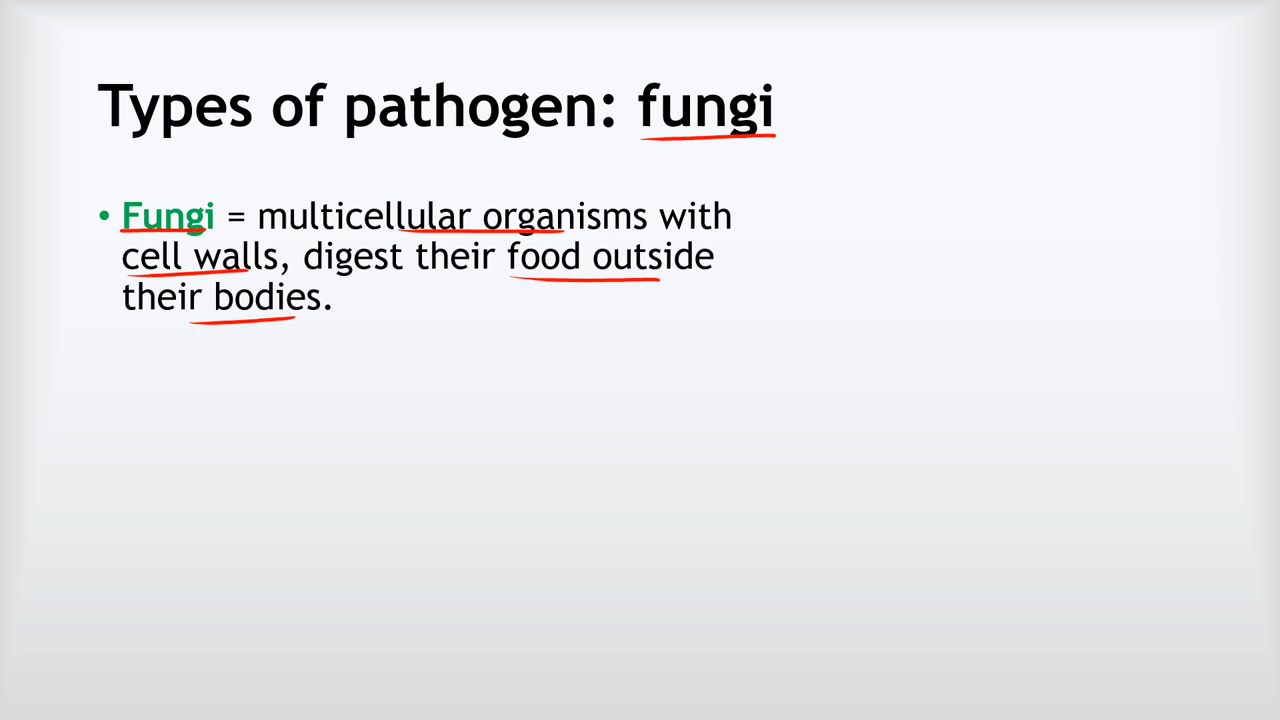 Types of pathogen: fungi
• Fungi = multicellular organisms with
cell walls, digest their food outside
their bodies.